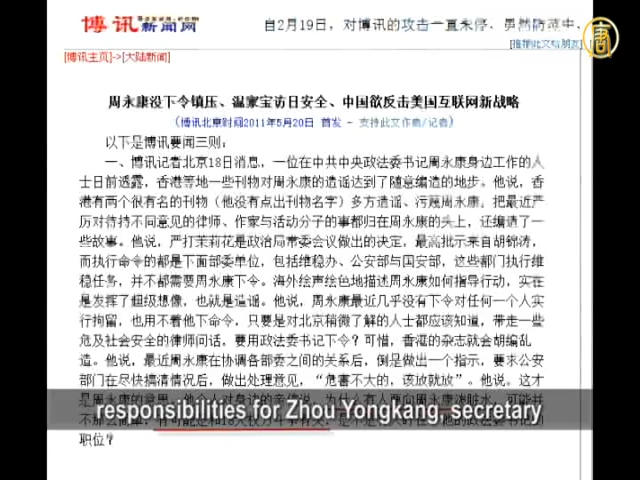 博讯新闻网
自2月19日，对博讯的攻击一直未停，
[推荐此文给朋友]
[博讯主页]->[大陆新闻]
周永康没下令镇压、温家宝访日安全、中国欲反击美国互联网新战略
(博讯北京时间2011年5月20日 首发 - 支持此文作者/记者)
以下是博讯要闻三则：
一、博讯记者北京18日消息，一位在中共中央政法委书记周永康身边工作的人
士日前透露，香港等地一些刊物对周永康的造谣达到了随意编造的地步。他说，香
港有两个很有名的刊物（他没有点出刊物名字）多方造谣、污蔑周永康，把最近严
厉对待持不同意见的律师、作家与活动分子的事都归在周永康的头上，还编造了一
些故事。他说，严打茉莉花是政治局常委会议做出的决定，最高批示来自胡锦涛，
而执行命令的都是下面部委单位，包括维稳办、公安部与国安部，这些部门执行维
稳任务，并不都需要周永康下令。海外绘声绘色地描述周永康如何指导行动，实在
是发挥了超级想像，也就是造谣。他说，周永康最近几乎没有下令对任何一个人实
行拘留，也用不着他下命令，只要是对北京稍微了解的人士都应该知道，带走一些
危及社会安全的律师问话，要用政法委书记下令？可惜，香港的杂志就会胡编乱
造。他说，最近周永康在协调各部委之间的关系后，倒是做出一个指示，要求公安
部门在尽快搞清情况后，做出处理意见，“危害不大的，该放就放”。他说，这才
是周永康的
responsibilities for Zhou Yongkang, secretary
职位？